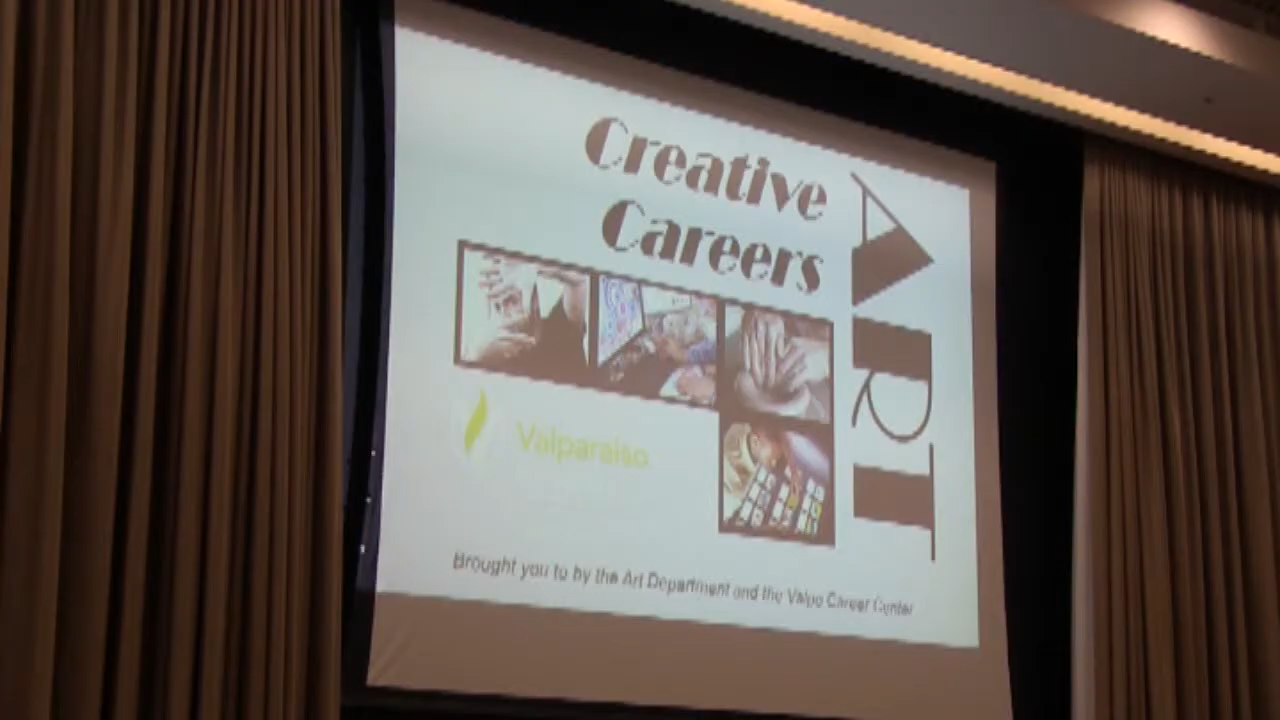 Creative
Careers
ART
Valparaiso
Brought you to by the Art Department and the Valpo Career Center